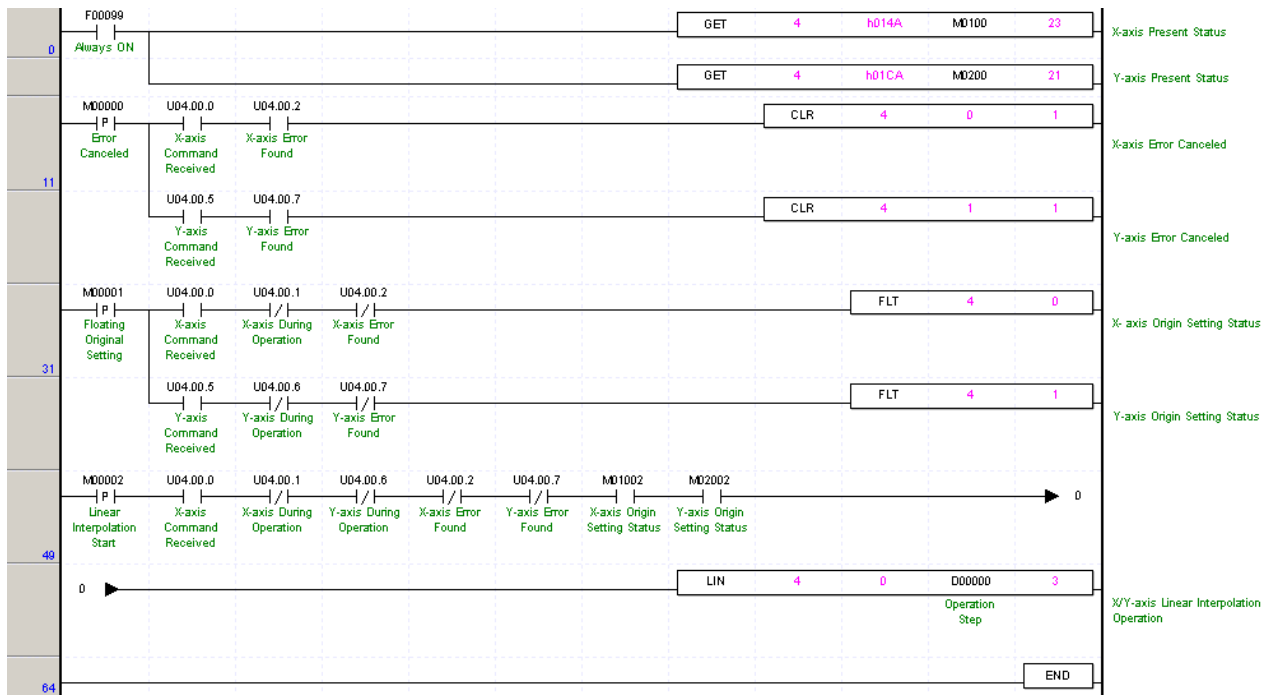 F00099
GET 4 h014A M0100 23
X-axis Present Status
Always ON
0
GET 4 h01CA M0200 21
Y-axis Present Status
M00000 U04.00.0 U04.00.2
P
CLR 4 0 1
Error X-axis X-axis Error
Canceled Command Found
Received
X-axis Error Canceled
11
U04.00.5 U04.00.7
CLR 4 1 1
Y-axis Y-axis Error
Command Found
Received
Y-axis Error Canceled
M00001 U04.00.0 U04.00.1 U04.00.2
P
FLT 4 0
Floating X-axis X-axis During X-axis Error
Original Command Operation Found
Setting Received
X- axis Origin Setting Status
31
U04.00.5 U04.00.6 U04.00.7
FLT 4 1
Y-axis Y-axis During Y-axis Error
Command Operation Found
Received
Y-axis Origin Setting Status
M00002 U04.00.0 U04.00.1 U04.00.6 U04.00.2 U04.00.7 M01002 M02002
P
0
Linear X-axis X-axis During Y-axis During X-axis Error Y-axis Error X-axis Origin Y-axis Origin
Interpolation Command Operation Operation Found Found Setting Status Setting Status
Start Received
49
0
LIN 4 0 D00000 3
Operation
Step
X/Y-axis Linear Interpolation
Operation
END
64